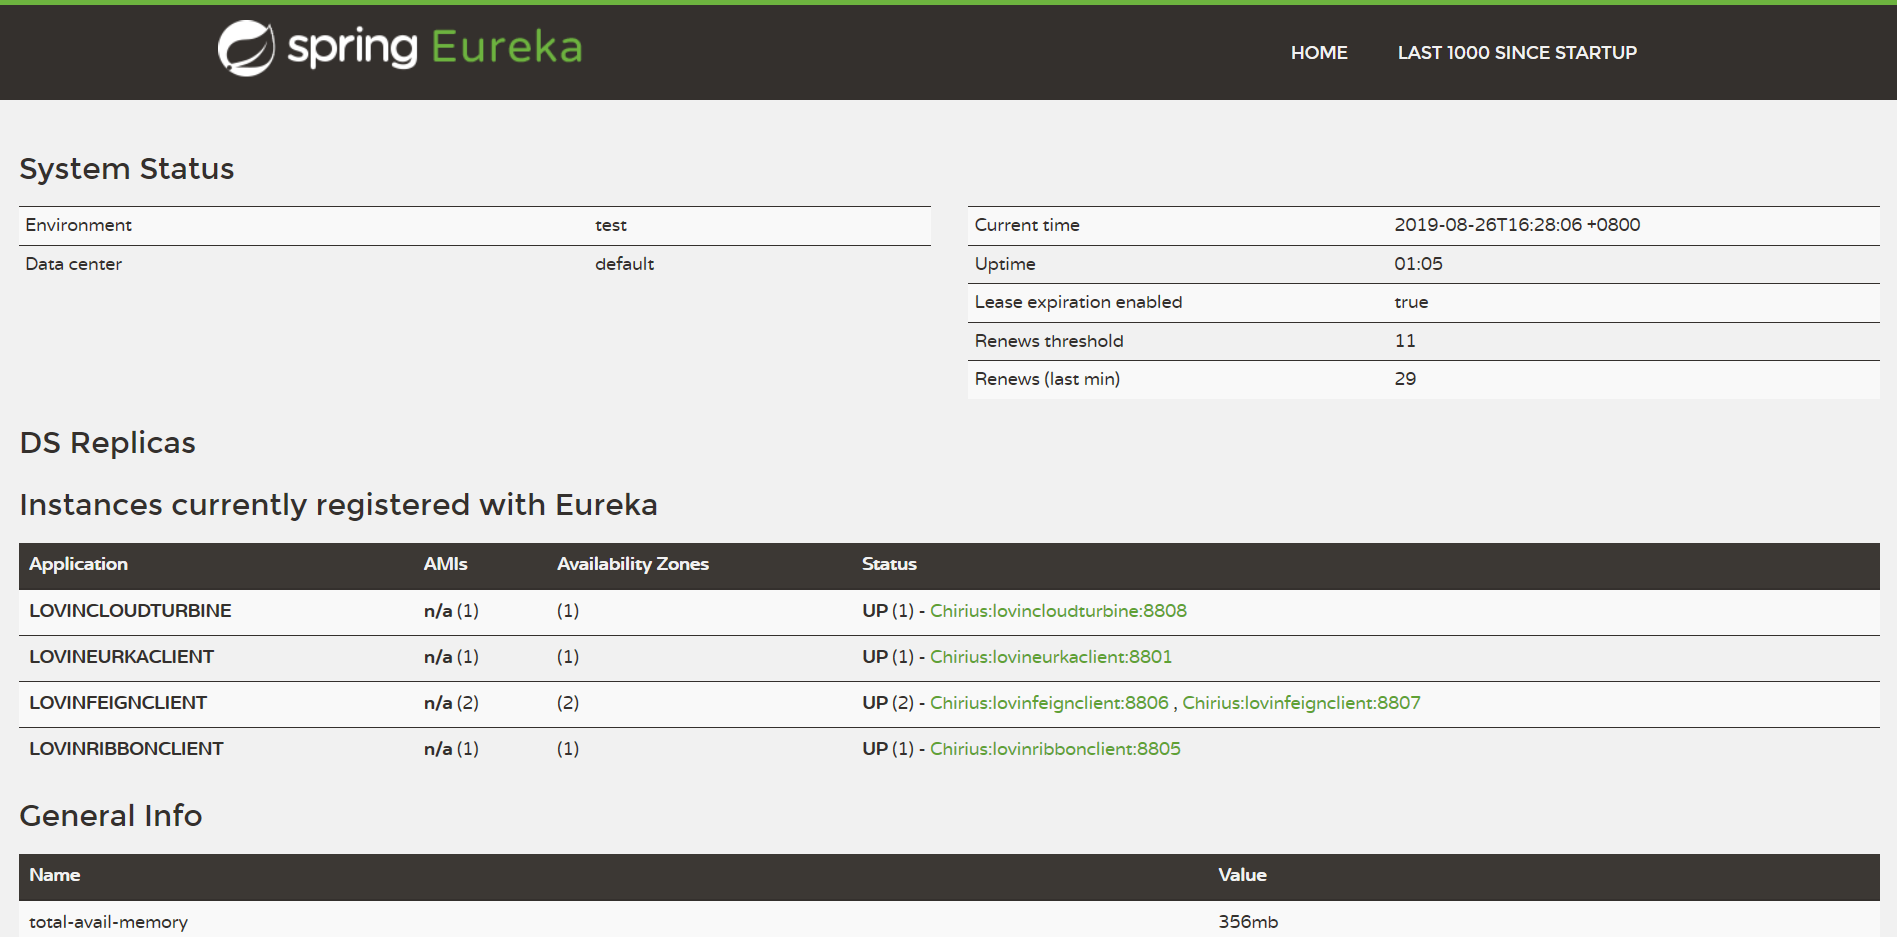 spring Eureka
HOME LAST 1000 SINCE STARTUP
System Status
Environment test
Data center default
Current time 2019-08-26T16:28:06 +0800
Uptime 01:05
Lease expiration enabled true
Renews threshold 11
Renews (last min) 29
DS Replicas
Instances currently registered with Eureka
Application AMIs Availability Zones Status
LOVINCLOUDTURBINE n/a (1) (1) UP (1) - Chirius:lovincloudturbine:8808
LOVINEURKACLIENT n/a (1) (1) UP (1) - Chirius:lovineurkaclient:8801
LOVINFEIGNCLIENT n/a (2) (2) UP (2) - Chirius:lovinfeignclient:8806 , Chirius:lovinfeignclient:8807
LOVINRIBBONCLIENT n/a (1) (1) UP (1) - Chirius:lovinribbonclient:8805
General Info
Name Value
total-avail-memory 356mb